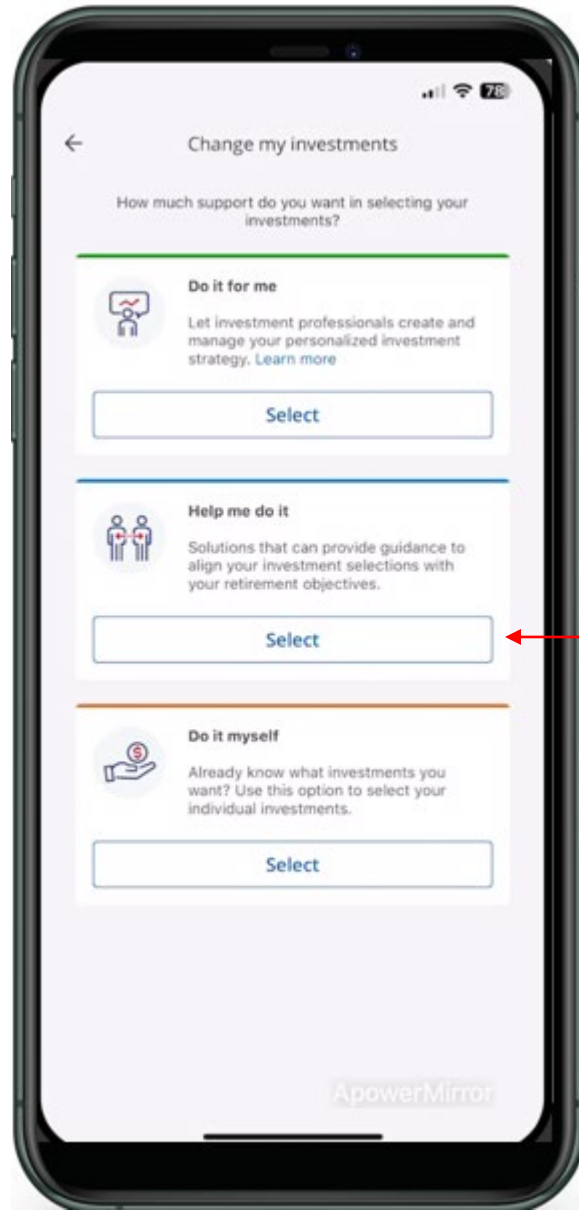 78
Change my investments
How much support do you want in selecting your
investments?
Do it for me
Let investment professionals create and
manage your personalized investment
strategy. Learn more
Select
Help me do it
Solutions that can provide guidance to
align your investment selections with
your retirement objectives.
Select
Do it myself
Already know what investments you
want? Use this option to select your
individual investments.
Select
ApowerMirror